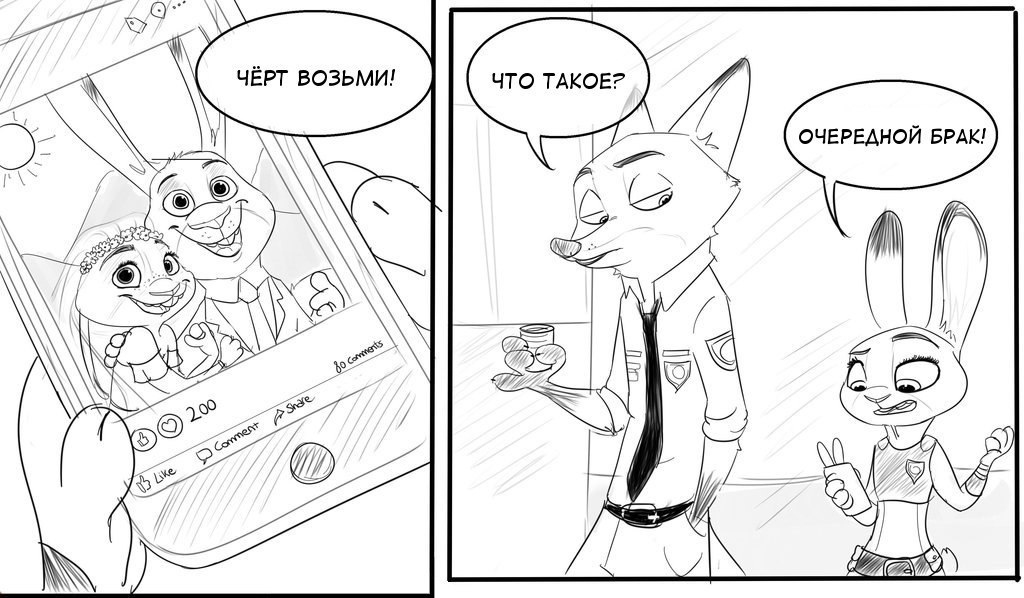 ЧЁРТ ВОЗЬМИ!
200
80 comments
Like
Comment
Share
ЧТО ТАКОЕ?
ОЧЕРЕДНОЙ БРАК!